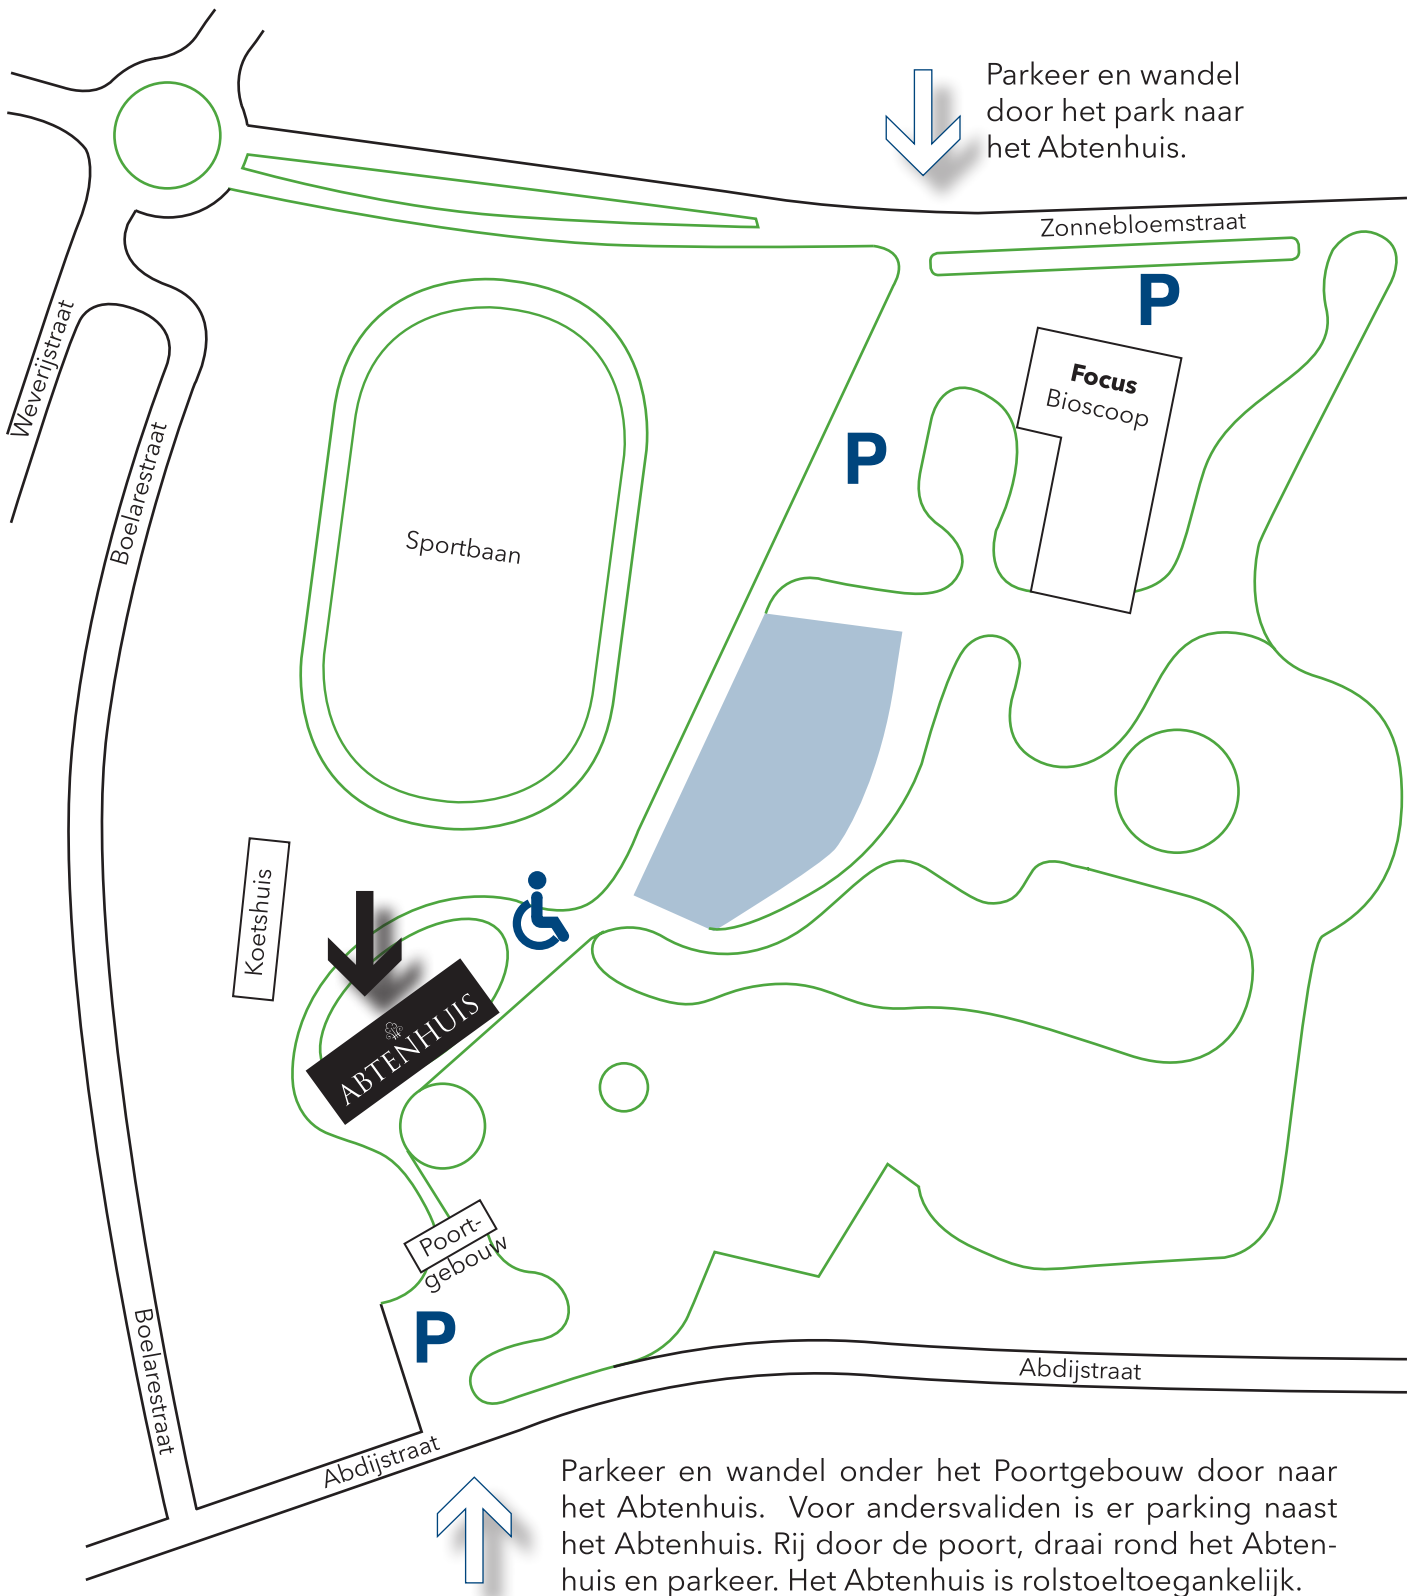 Parkeer en wandel
door het park naar
het Abtenhuis.
Zonnebloemstraat
P
Weverijstraat
Focus
Bioscoop
Boelarestraat
P
Sportbaan
Koetshuis
ABTENHUIS
Poort-
gebouw
P
Boelarestraat
Abdijstraat
Abdijstraat
Parkeer en wandel onder het Poortgebouw door naar
het Abtenhuis. Voor andersvaliden is er parking naast
het Abtenhuis. Rij door de poort, draai rond het Abten-
huis en parkeer. Het Abtenhuis is rolstoeltoegankelijk.